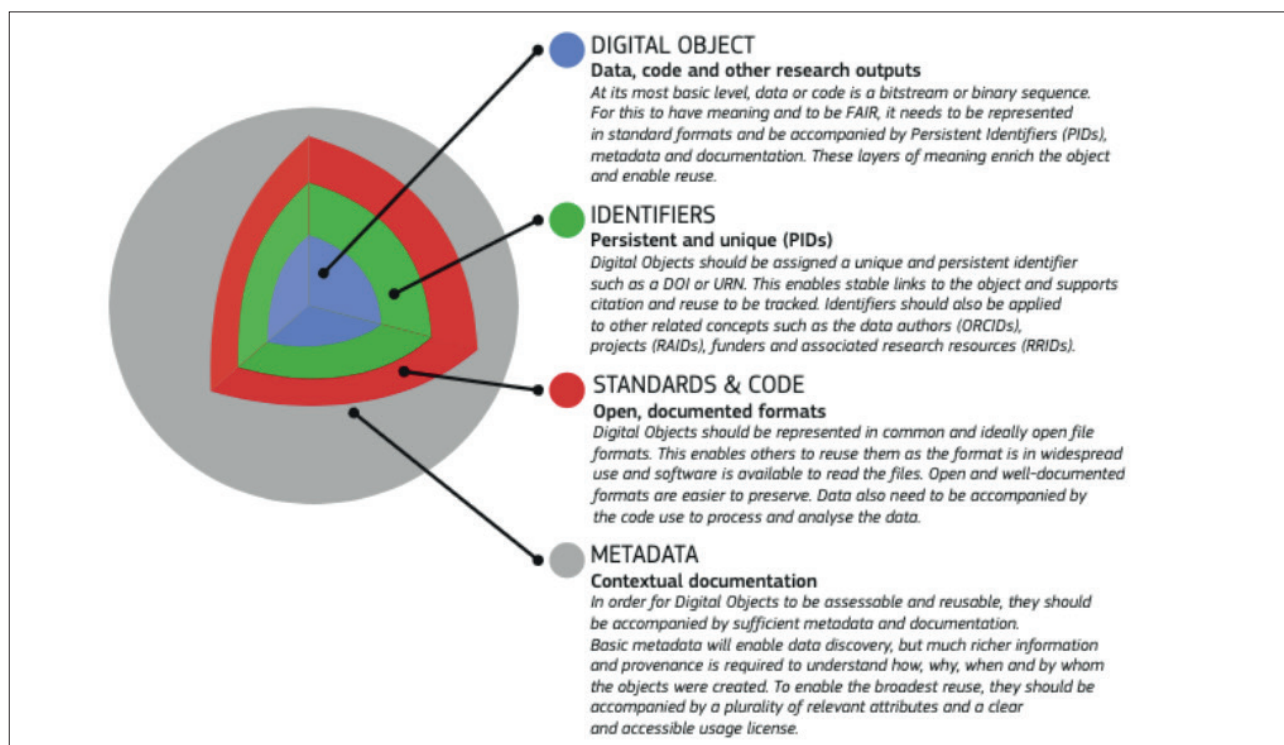 DIGITAL OBJECT
Data, code and other research outputs
At its most basic level, data or code is a bitstream or binary sequence.
For this to have meaning and to be FAIR, it needs to be represented
in standard formats and be accompanied by Persistent Identifiers (PIDs),
metadata and documentation. These layers of meaning enrich the object
and enable reuse.
IDENTIFIERS
Persistent and unique (PIDs)
Digital Objects should be assigned a unique and persistent identifier
such as a DOI or URN. This enables stable links to the object and supports
citation and reuse to be tracked. Identifiers should also be applied
to other related concepts such as the data authors (ORCIDs),
projects (RAIDs), funders and associated research resources (RRIDs).
STANDARDS & CODE
Open, documented formats
Digital Objects should be represented in common and ideally open file
formats. This enables others to reuse them as the format is in widespread
use and software is available to read the files. Open and well-documented
formats are easier to preserve. Data also need to be accompanied by
the code use to process and analyse the data.
METADATA
Contextual documentation
In order for Digital Objects to be assessable and reusable, they should
be accompanied by sufficient metadata and documentation.
Basic metadata will enable data discovery, but much richer information
and provenance is required to understand how, why, when and by whom
the objects were created. To enable the broadest reuse, they should be
accompanied by a plurality of relevant attributes and a clear
and accessible usage license.